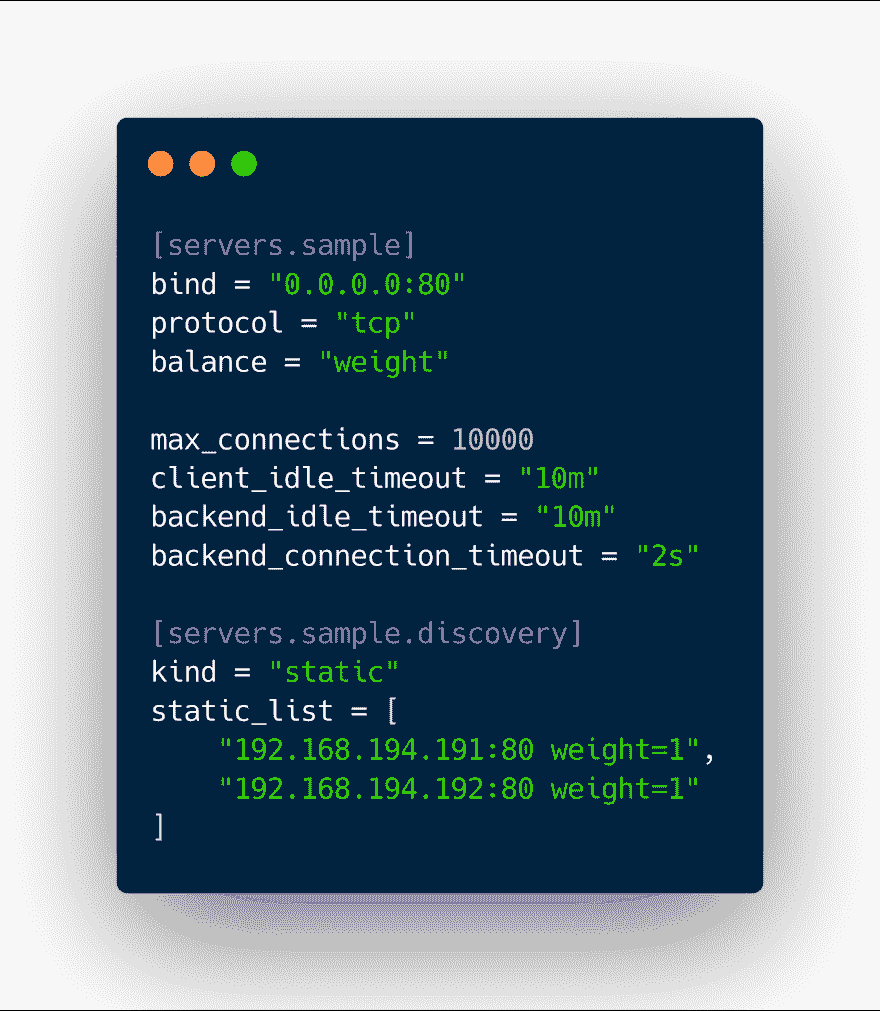 [servers.sample]
bind = "0.0.0.0:80"
protocol = "tcp"
balance = "weight"

max_connections = 10000
client_idle_timeout = "10m"
backend_idle_timeout = "10m"
backend_connection_timeout = "2s"

[servers.sample.discovery]
kind = "static"
static_list = [
    "192.168.194.191:80 weight=1",
    "192.168.194.192:80 weight=1"
]